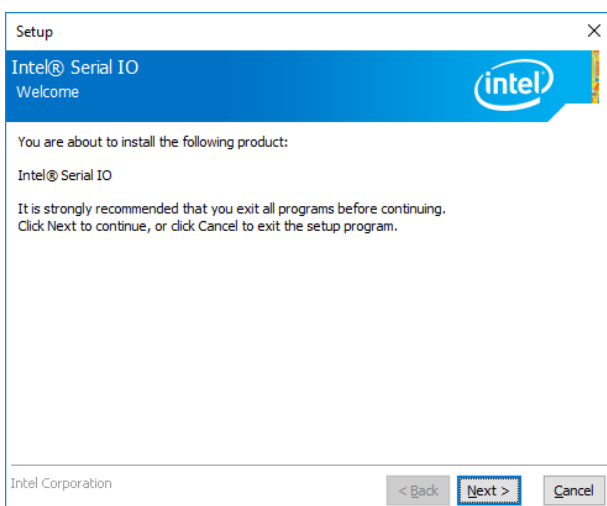 Setup
Intel® Serial IO
Welcome
intel
You are about to install the following product:
Intel® Serial IO
It is strongly recommended that you exit all programs before continuing.
Click Next to continue, or click Cancel to exit the setup program.
Intel Corporation
< Back Next > Cancel